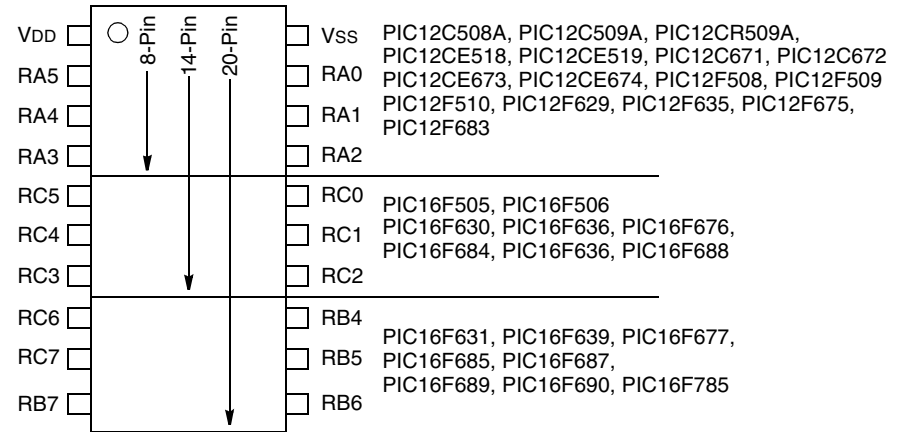 VDD
RA5
RA4
RA3
RC5
RC4
RC3
RC6
RC7
RB7
8-Pin
14-Pin
20-Pin
VSS
RA0
RA1
RA2
RC0
RC1
RC2
RB4
RB5
RB6
PIC12C508A, PIC12C509A, PIC12CR509A,
PIC12CE518, PIC12CE519, PIC12C671, PIC12C672
PIC12CE673, PIC12CE674, PIC12F508, PIC12F509
PIC12F510, PIC12F629, PIC12F635, PIC12F675,
PIC12F683
PIC16F505, PIC16F506
PIC16F630, PIC16F636, PIC16F676,
PIC16F684, PIC16F636, PIC16F688
PIC16F631, PIC16F639, PIC16F677,
PIC16F685, PIC16F687,
PIC16F689, PIC16F690, PIC16F785